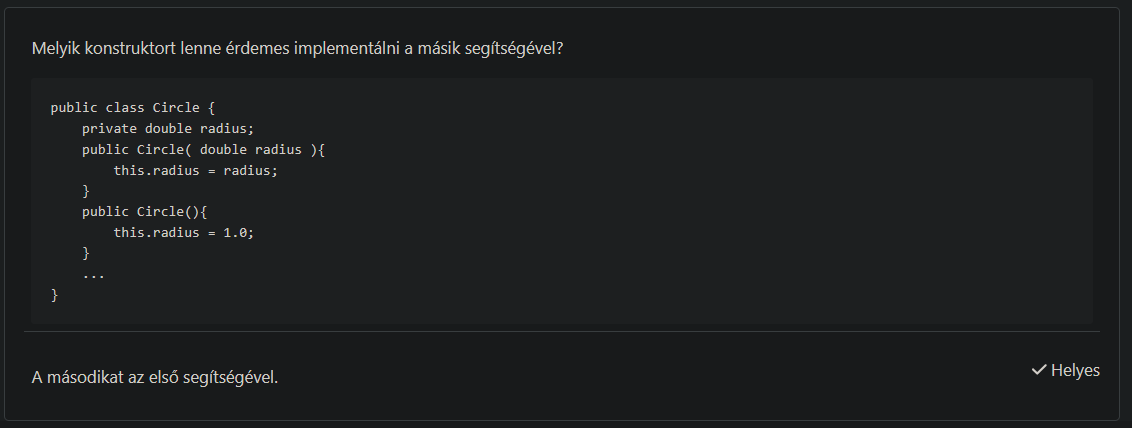 Melyik konstruktort lenne érdemes implementálni a másik segítségével?
public class Circle {
    private double radius;
    public Circle( double radius ){
        this.radius = radius;
    }
    public Circle(){
        this.radius = 1.0;
    }
    ...
}
A másodikat az első segítségével.
✓ Helyes